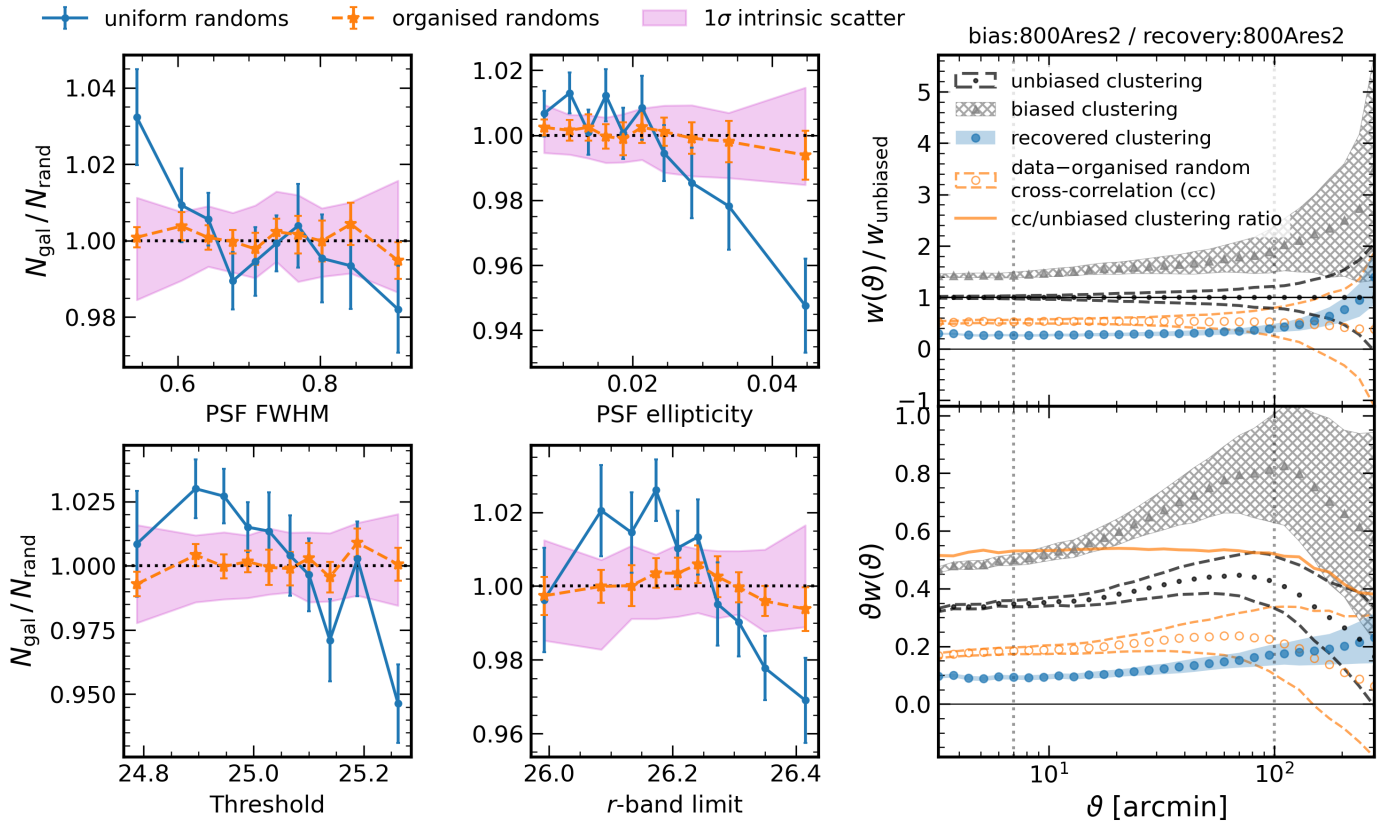 uniform randoms
organised randoms
1σ intrinsic scatter
N_gal / N_rand
1.04
1.02
1.00
0.98
0.6
0.8
PSF FWHM
1.02
1.00
0.98
0.96
0.94
0.02
0.04
PSF ellipticity
N_gal / N_rand
1.025
1.000
0.975
0.950
24.8
25.0
25.2
Threshold
1.02
1.00
0.98
0.96
26.0
26.2
26.4
r-band limit
bias:800Ares2 / recovery:800Ares2
unbiased clustering
biased clustering
recovered clustering
data−organised random
cross-correlation (cc)
cc/unbiased clustering ratio
w(ϑ) / w_unbiased
5
4
3
2
1
0
−1
ϑw(ϑ)
1.0
0.8
0.6
0.4
0.2
0.0
10¹
10²
ϑ [arcmin]